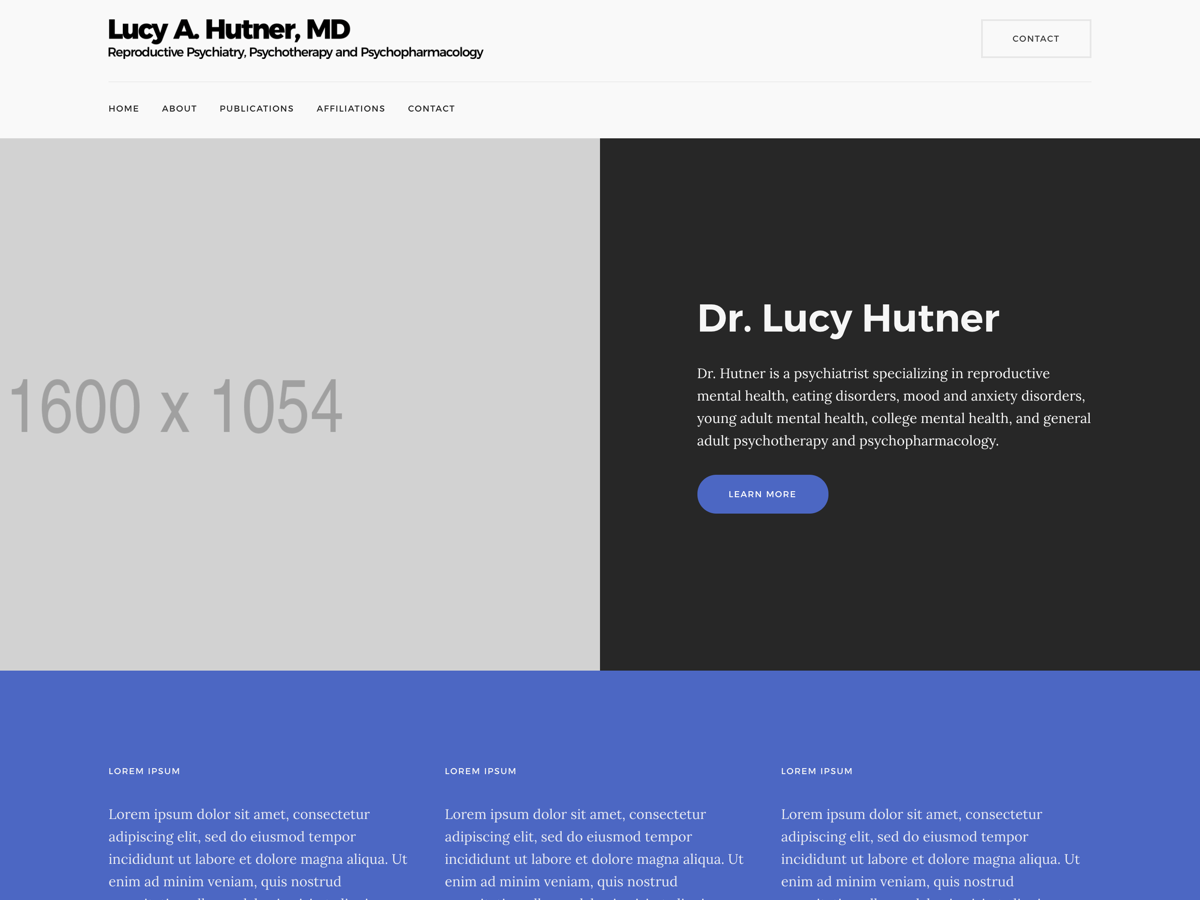 Lucy A. Hutner, MD
Reproductive Psychiatry, Psychotherapy and Psychopharmacology
CONTACT
HOME ABOUT PUBLICATIONS AFFILIATIONS CONTACT
1600 x 1054
Dr. Lucy Hutner
Dr. Hutner is a psychiatrist specializing in reproductive
mental health, eating disorders, mood and anxiety disorders,
young adult mental health, college mental health, and general
adult psychotherapy and psychopharmacology.
LEARN MORE
LOREM IPSUM
Lorem ipsum dolor sit amet, consectetur
adipiscing elit, sed do eiusmod tempor
incididunt ut labore et dolore magna aliqua. Ut
enim ad minim veniam, quis nostrud
LOREM IPSUM
Lorem ipsum dolor sit amet, consectetur
adipiscing elit, sed do eiusmod tempor
incididunt ut labore et dolore magna aliqua. Ut
enim ad minim veniam, quis nostrud
LOREM IPSUM
Lorem ipsum dolor sit amet, consectetur
adipiscing elit, sed do eiusmod tempor
incididunt ut labore et dolore magna aliqua. Ut
enim ad minim veniam, quis nostrud